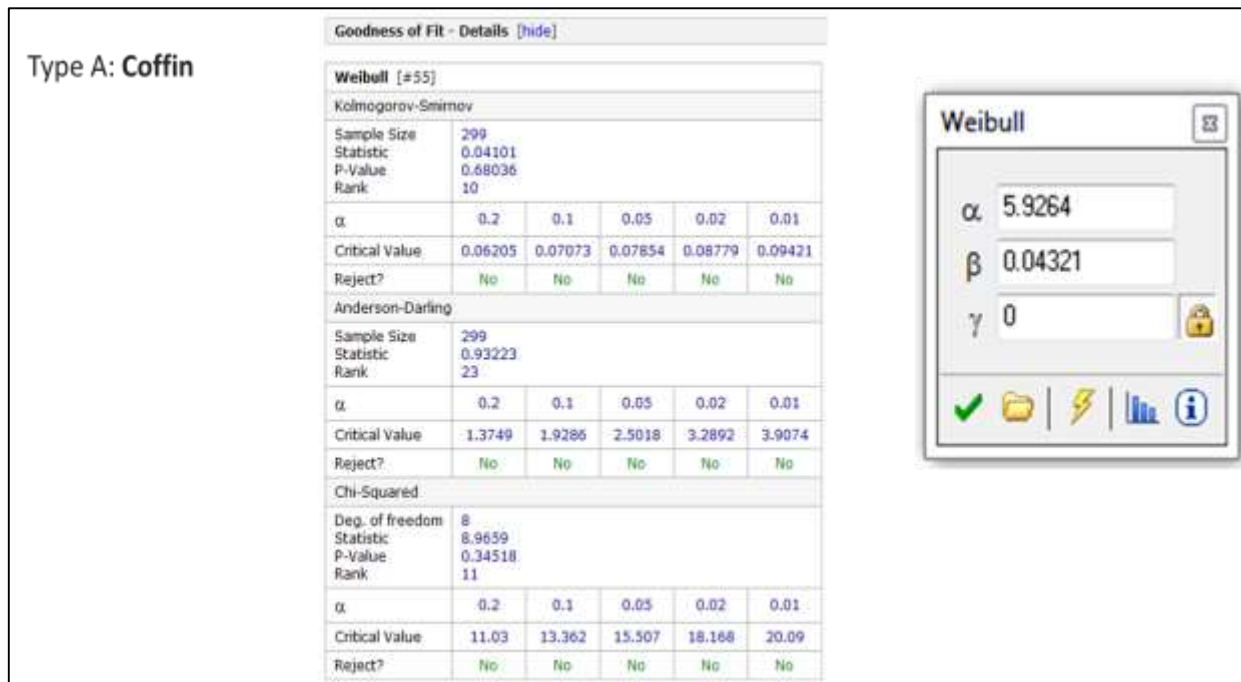 Type A: Coffin
Goodness of Fit - Details [hide]
Weibull [#55]
Kolmogorov-Smirnov
Sample Size 299
Statistic 0.04101
P-Value 0.68036
Rank 10
α 0.2 0.1 0.05 0.02 0.01
Critical Value 0.06205 0.07073 0.07854 0.08779 0.09421
Reject? No No No No No
Anderson-Darling
Sample Size 299
Statistic 0.93223
Rank 23
α 0.2 0.1 0.05 0.02 0.01
Critical Value 1.3749 1.9286 2.5018 3.2892 3.9074
Reject? No No No No No
Chi-Squared
Deg. of freedom 8
Statistic 8.9659
P-Value 0.34518
Rank 11
α 0.2 0.1 0.05 0.02 0.01
Critical Value 11.03 13.362 15.507 18.168 20.09
Reject? No No No No No
Weibull
α 5.9264
β 0.04321
γ 0